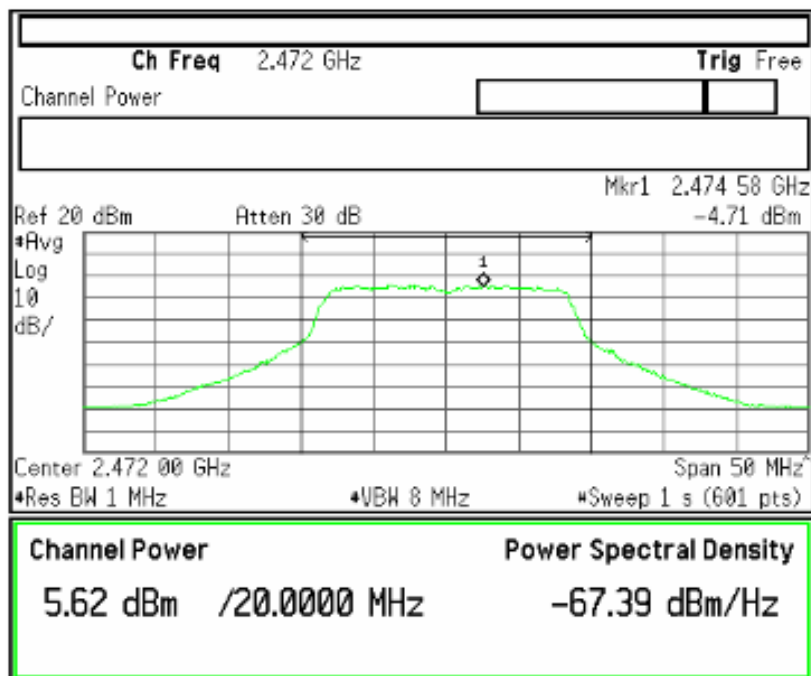 Ch Freq 2.472 GHz Trig Free
Channel Power
Mkr1 2.474 58 GHz
Ref 20 dBm Atten 30 dB -4.71 dBm
#Avg
Log
10
dB/
1
Center 2.472 00 GHz Span 50 MHz
#Res BW 1 MHz #VBW 8 MHz #Sweep 1 s (601 pts)
Channel Power Power Spectral Density
5.62 dBm /20.0000 MHz -67.39 dBm/Hz